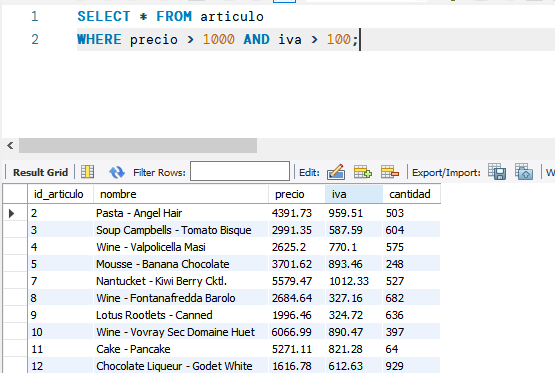 1 SELECT * FROM articulo
2 WHERE precio > 1000 AND iva > 100;
Result Grid Filter Rows: Edit: Export/Import: W
id_articulo nombre precio iva cantidad
2 Pasta - Angel Hair 4391.73 959.51 503
3 Soup Campbells - Tomato Bisque 2991.35 587.59 604
4 Wine - Valpolicella Masi 2625.2 770.1 575
5 Mousse - Banana Chocolate 3701.62 893.46 248
7 Nantucket - Kiwi Berry Cktl. 5579.47 1012.33 527
8 Wine - Fontanafredda Barolo 2684.64 327.16 682
9 Lotus Rootlets - Canned 1996.46 324.72 636
10 Wine - Vovray Sec Domaine Huet 6066.99 890.47 397
11 Cake - Pancake 5271.11 821.28 64
12 Chocolate Liqueur - Godet White 1616.78 612.63 929